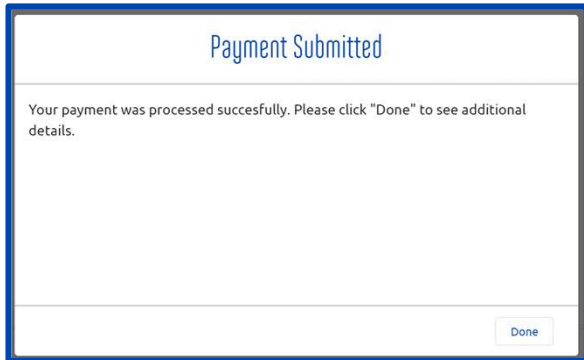 Payment Submitted
Your payment was processed succesfully. Please click "Done" to see additional
details.
Done